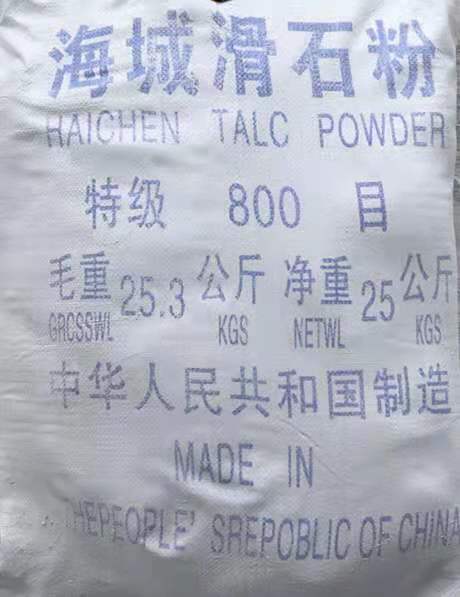 海城滑石粉
HAICHEN TALC POWDER
特级 800 目
毛重 25.3 公斤 净重 25 公斤
GRCSSWL KGS NETWL KGS
中华人民共和国制造
MADE IN
THEPEOPLE' SREPOBLIC OF CHINA